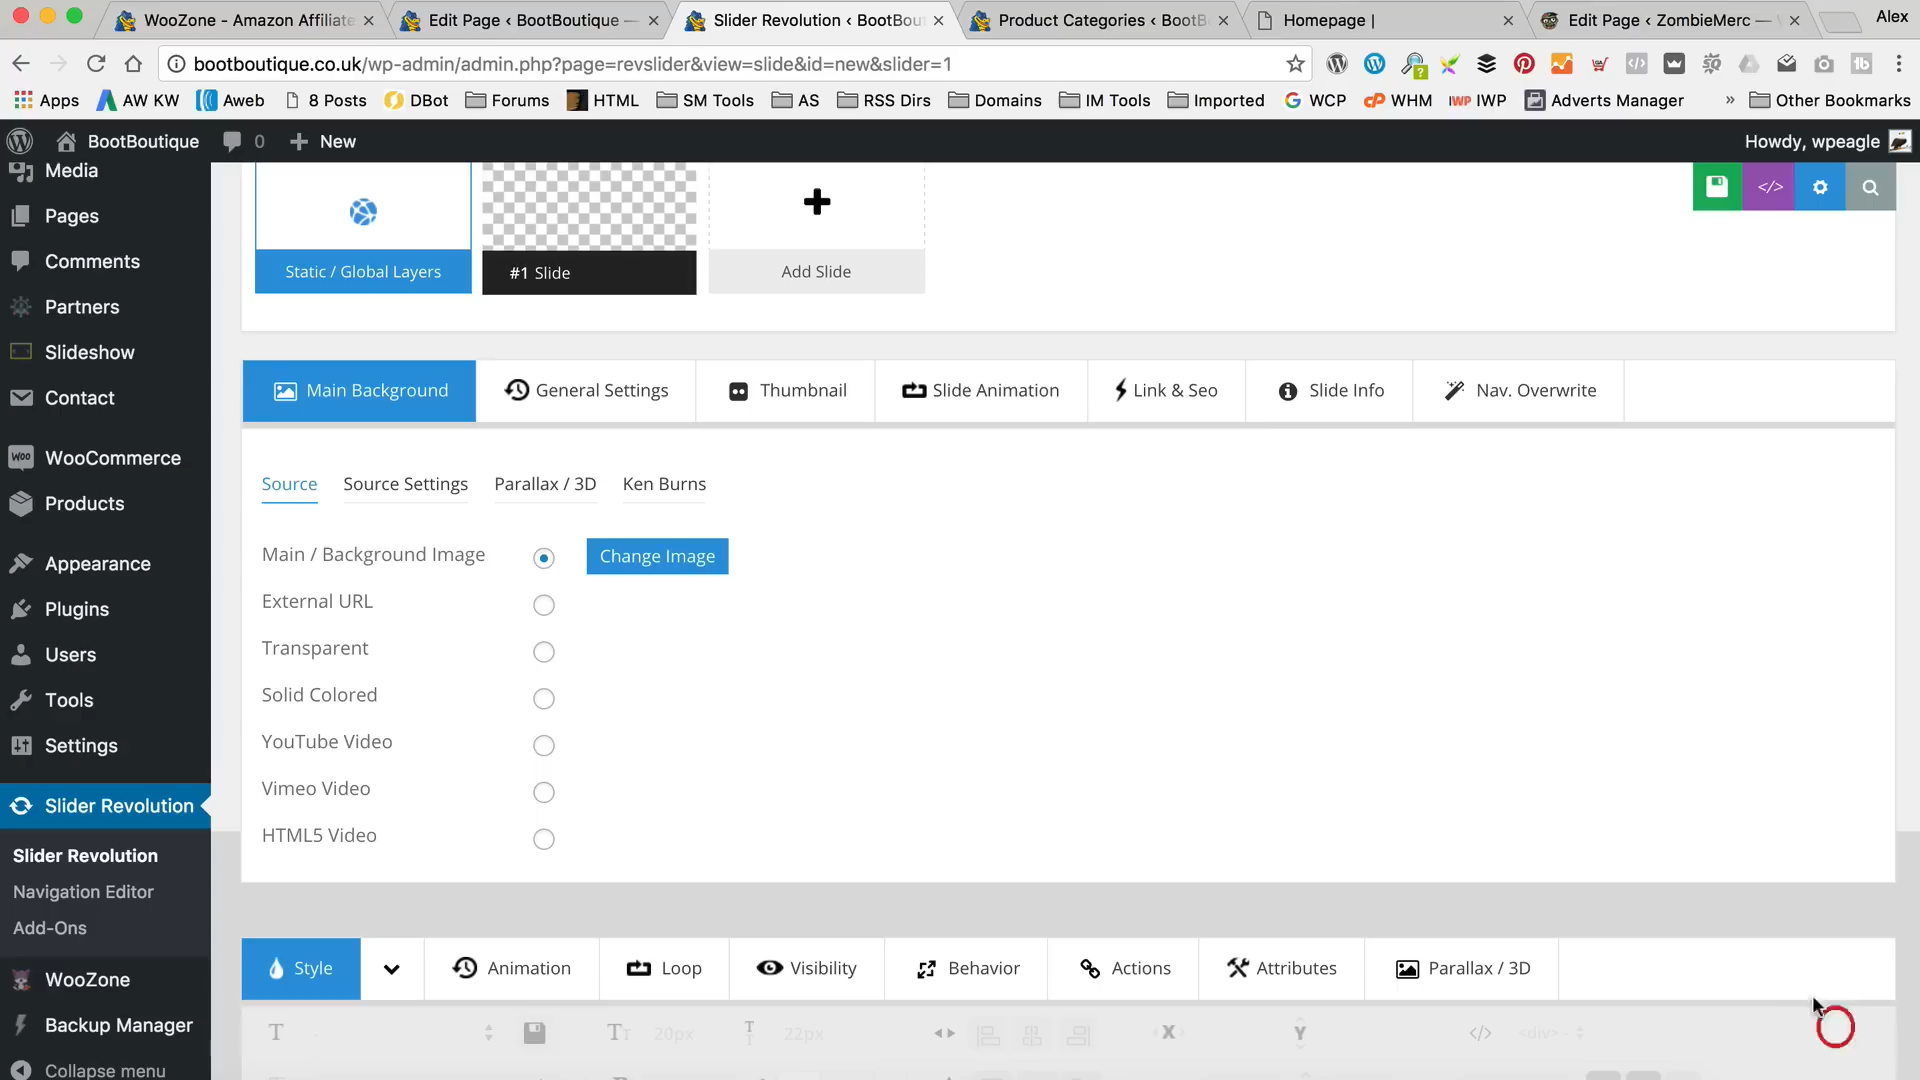 WooZone - Amazon Affiliate
Edit Page ‹ BootBoutique —
Slider Revolution ‹ BootBou
Product Categories ‹ BootB
Homepage |
Edit Page ‹ ZombieMerc —
Alex
bootboutique.co.uk/wp-admin/admin.php?page=revslider&view=slide&id=new&slider=1
Apps
AW KW
Aweb
8 Posts
DBot
Forums
HTML
SM Tools
AS
RSS Dirs
Domains
IM Tools
Imported
WCP
WHM
IWP IWP
Adverts Manager
» Other Bookmarks
BootBoutique
0
New
Howdy, wpeagle
Media
Pages
Comments
Partners
Slideshow
Contact
WooCommerce
Products
Appearance
Plugins
Users
Tools
Settings
Slider Revolution
Slider Revolution
Navigation Editor
Add-Ons
WooZone
Backup Manager
Collapse menu
Static / Global Layers
#1 Slide
Add Slide
Main Background
General Settings
Thumbnail
Slide Animation
Link & Seo
Slide Info
Nav. Overwrite
Source
Source Settings
Parallax / 3D
Ken Burns
Main / Background Image
Change Image
External URL
Transparent
Solid Colored
YouTube Video
Vimeo Video
HTML5 Video
Style
Animation
Loop
Visibility
Behavior
Actions
Attributes
Parallax / 3D
20px
22px
X
Y
<div>